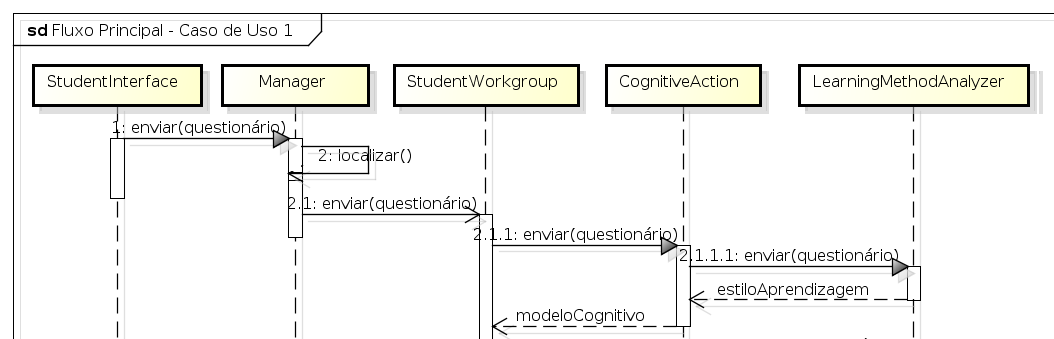 sd Fluxo Principal - Caso de Uso 1
StudentInterface
Manager
StudentWorkgroup
CognitiveAction
LearningMethodAnalyzer
1: enviar(questionário)
2: localizar()
2.1: enviar(questionário)
2.1.1: enviar(questionário)
2.1.1.1: enviar(questionário)
estiloAprendizagem
modeloCognitivo